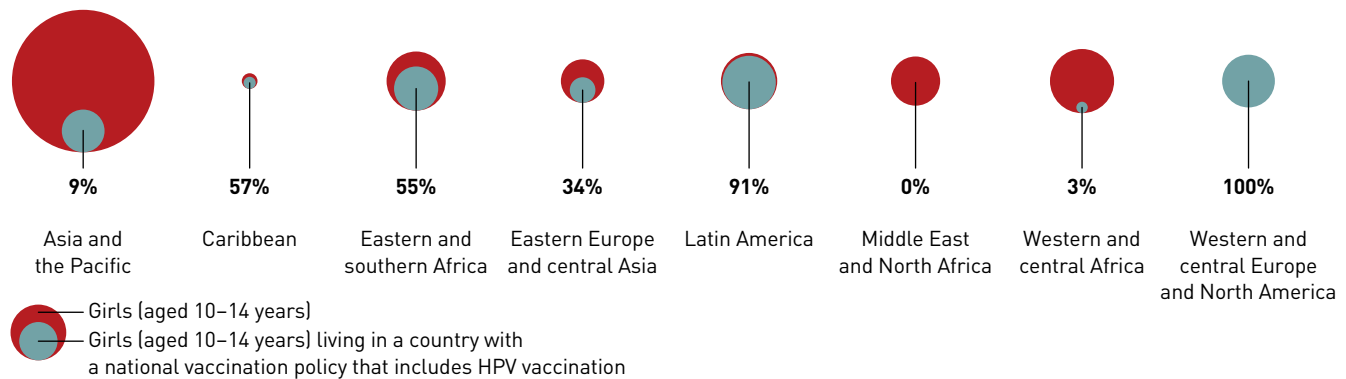 9%
57%
55%
34%
91%
0%
3%
100%
Asia and
the Pacific
Caribbean
Eastern and
southern Africa
Eastern Europe
and central Asia
Latin America
Middle East
and North Africa
Western and
central Africa
Western and
central Europe
and North America
Girls (aged 10–14 years)
Girls (aged 10–14 years) living in a country with
a national vaccination policy that includes HPV vaccination